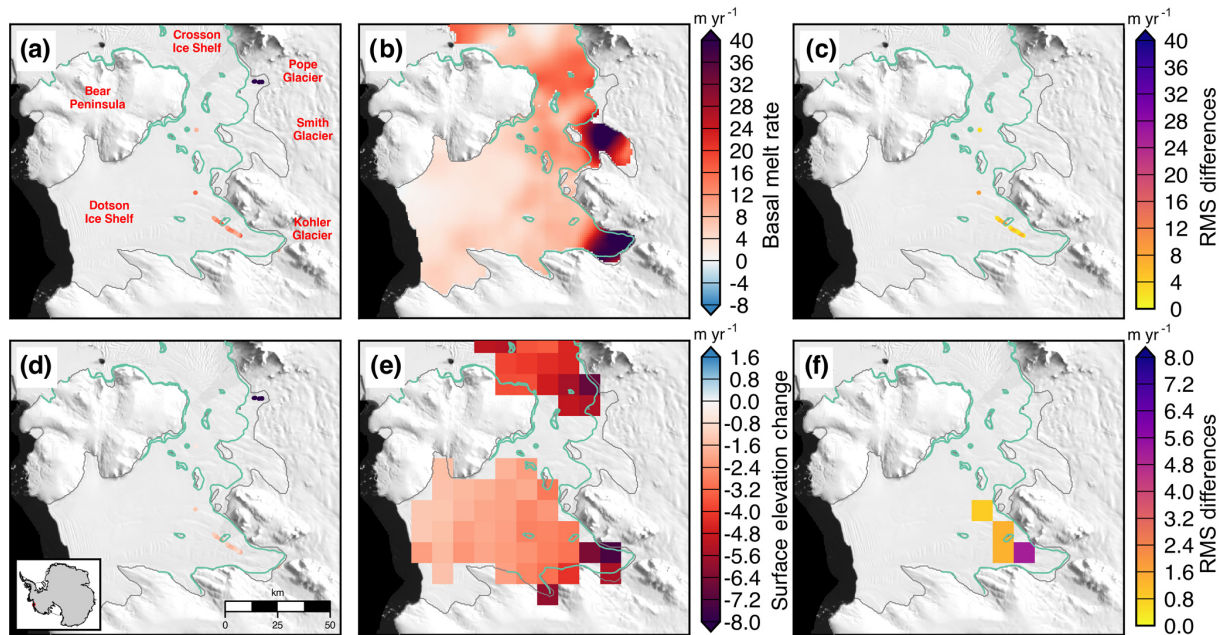 (a)
Crosson
Ice Shelf
Pope
Glacier
Bear
Peninsula
Smith
Glacier
Dotson
Ice Shelf
Kohler
Glacier
(b)
m yr⁻¹
40
36
32
28
24
20
16
12
8
4
0
-4
-8
Basal melt rate
(c)
m yr⁻¹
40
36
32
28
24
20
16
12
8
4
0
RMS differences
(d)
0 25 50
km
(e)
m yr⁻¹
1.6
0.8
0.0
-0.8
-1.6
-2.4
-3.2
-4.0
-4.8
-5.6
-6.4
-7.2
-8.0
Surface elevation change
(f)
m yr⁻¹
8.0
7.2
6.4
5.6
4.8
4.0
3.2
2.4
1.6
0.8
0.0
RMS differences